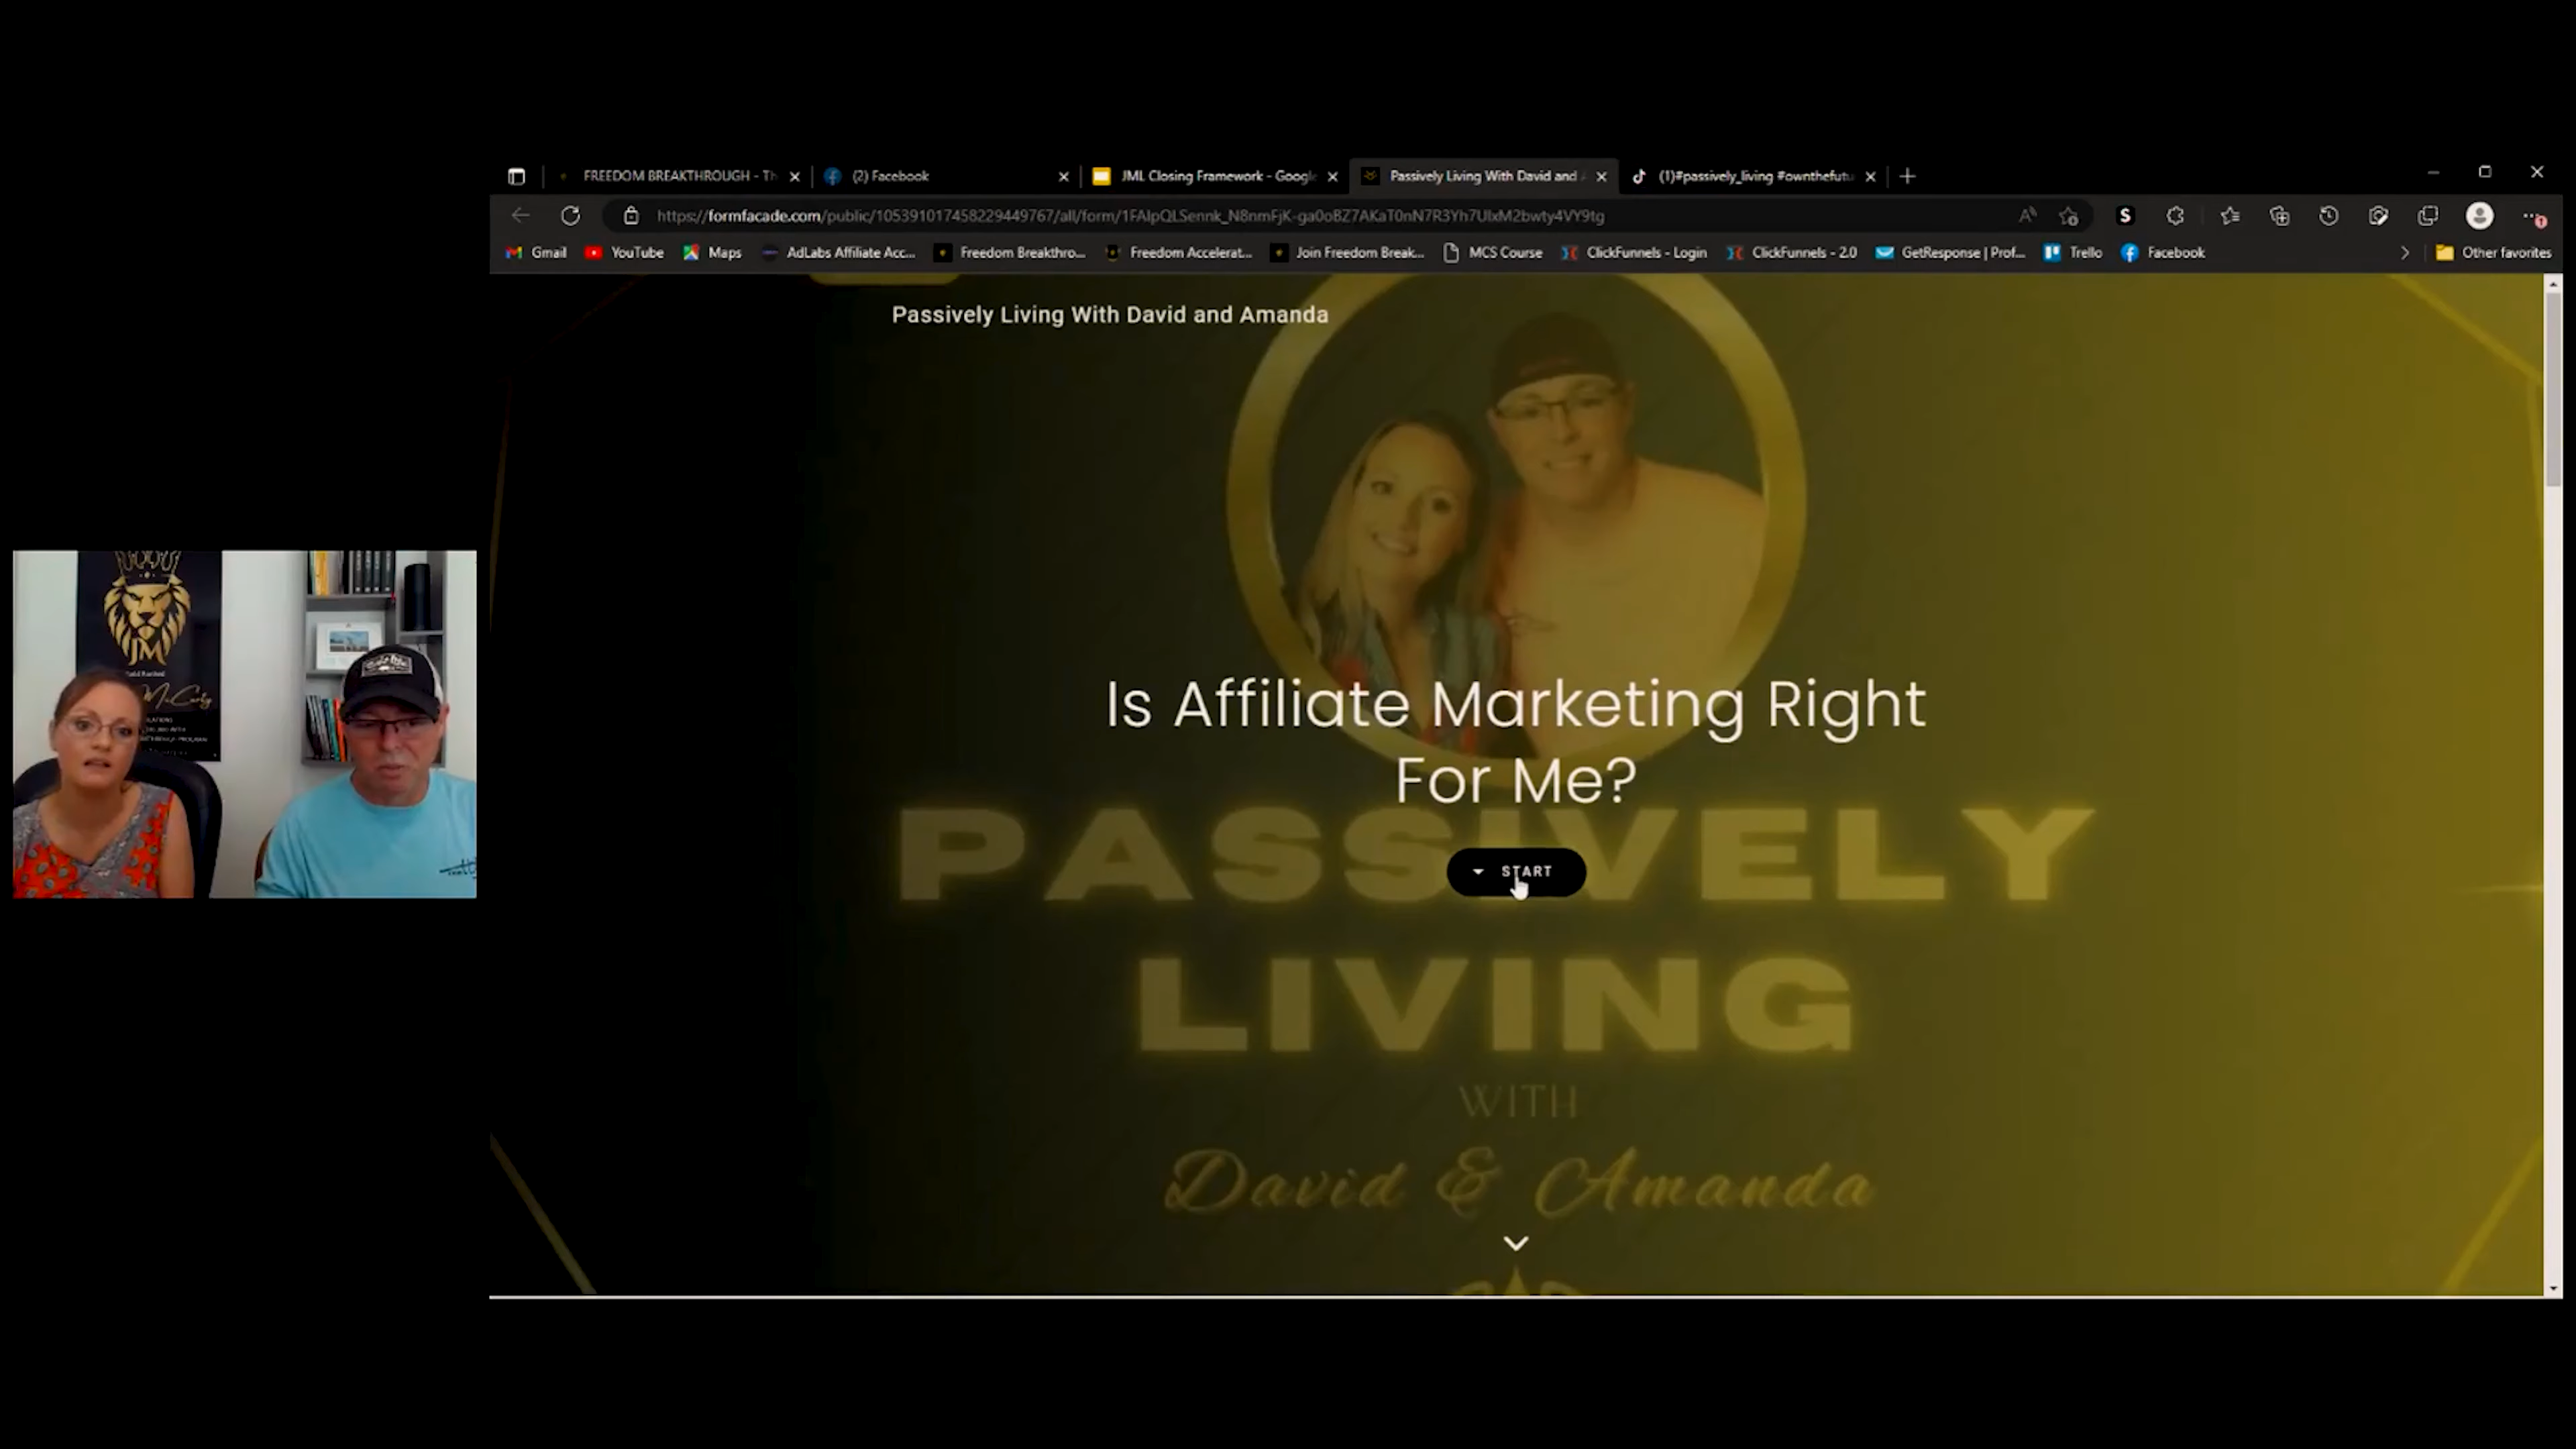 FREEDOM BREAKTHROUGH - Th
(2) Facebook
JML Closing Framework - Google
Passively Living With David and
(1)#passively_living #ownthefutu
https://formfacade.com/public/105391017458229449767/all/form/1FAIpQLSennk_N8nmFjK-ga0oBZ7AKaT0nN7R3Yh7UlxM2bwty4VY9tg
Gmail
YouTube
Maps
AdLabs Affiliate Acc...
Freedom Breakthro...
Freedom Accelerat...
Join Freedom Break...
MCS Course
ClickFunnels - Login
ClickFunnels - 2.0
GetResponse | Prof...
Trello
Facebook
Other favorites
Passively Living With David and Amanda
Is Affiliate Marketing Right
For Me?
START
PASSIVELY
LIVING
WITH
David & Amanda
JM